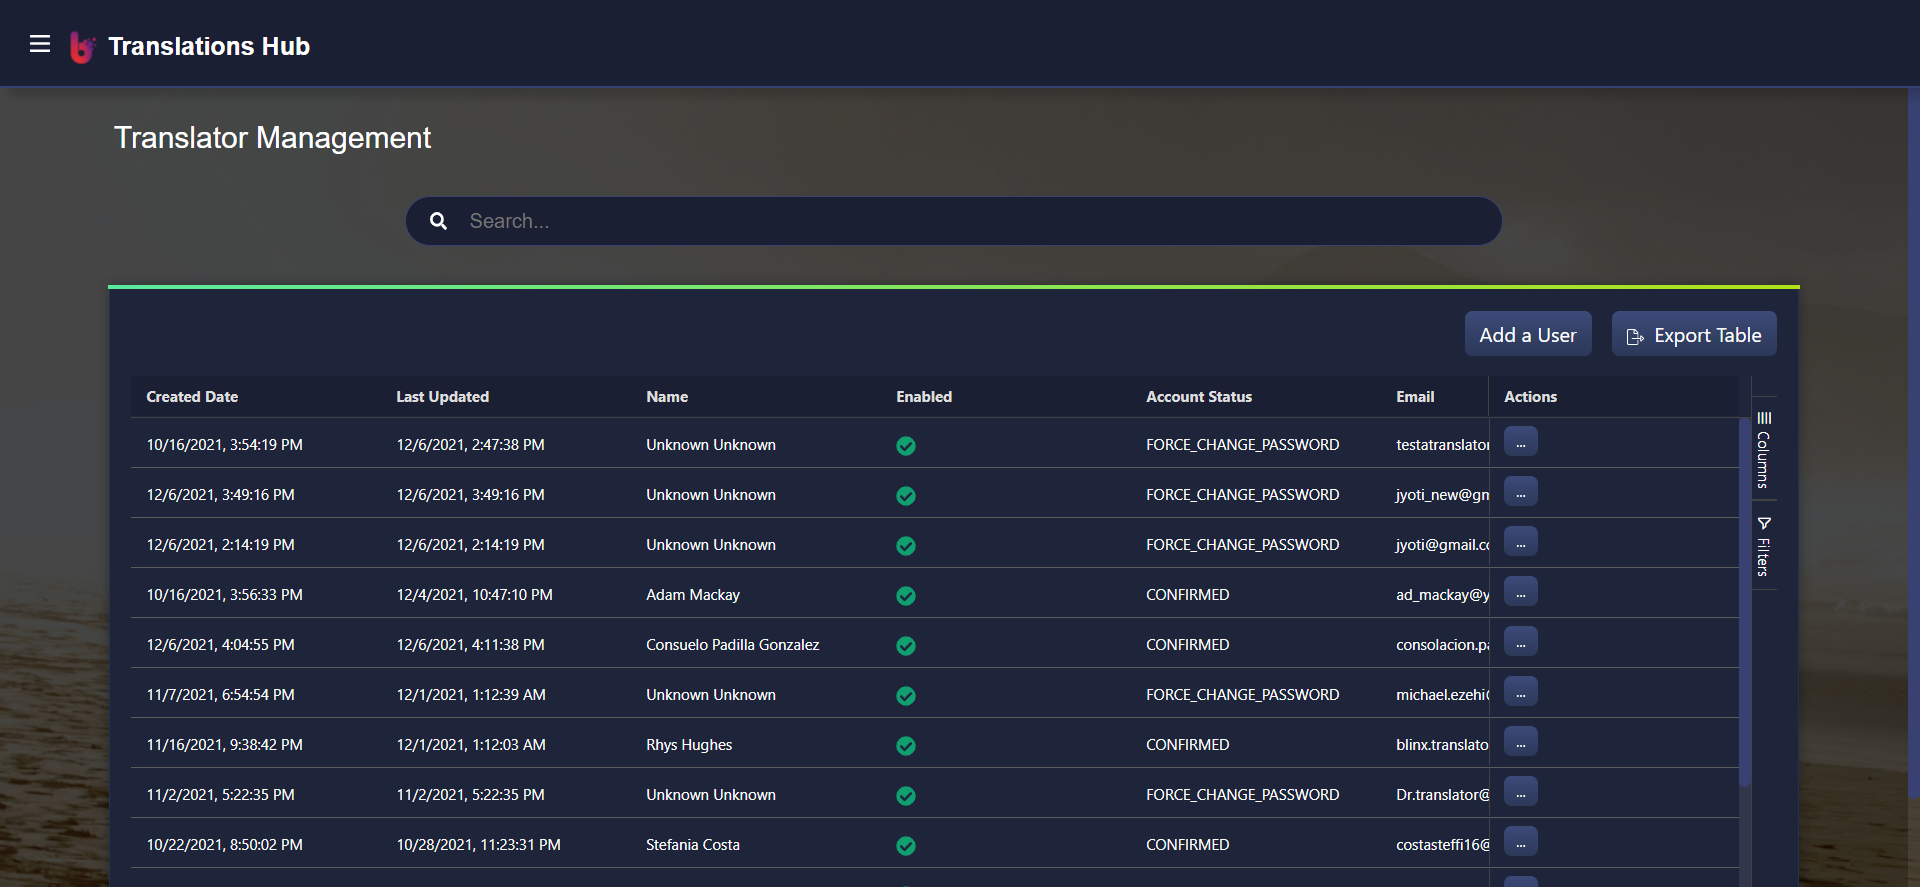 Translations Hub
Translator Management
Search...
Add a User
Export Table
Created Date Last Updated Name Enabled Account Status Email Actions
10/16/2021, 3:54:19 PM 12/6/2021, 2:47:38 PM Unknown Unknown FORCE_CHANGE_PASSWORD testatranslator ...
12/6/2021, 3:49:16 PM 12/6/2021, 3:49:16 PM Unknown Unknown FORCE_CHANGE_PASSWORD jyoti_new@gm ...
12/6/2021, 2:14:19 PM 12/6/2021, 2:14:19 PM Unknown Unknown FORCE_CHANGE_PASSWORD jyoti@gmail.co ...
10/16/2021, 3:56:33 PM 12/4/2021, 10:47:10 PM Adam Mackay CONFIRMED ad_mackay@y ...
12/6/2021, 4:04:55 PM 12/6/2021, 4:11:38 PM Consuelo Padilla Gonzalez CONFIRMED consolacion.pa ...
11/7/2021, 6:54:54 PM 12/1/2021, 1:12:39 AM Unknown Unknown FORCE_CHANGE_PASSWORD michael.ezehi@ ...
11/16/2021, 9:38:42 PM 12/1/2021, 1:12:03 AM Rhys Hughes CONFIRMED blinx.translato ...
11/2/2021, 5:22:35 PM 11/2/2021, 5:22:35 PM Unknown Unknown FORCE_CHANGE_PASSWORD Dr.translator@ ...
10/22/2021, 8:50:02 PM 10/28/2021, 11:23:31 PM Stefania Costa CONFIRMED costasteffi16@ ...
Columns
Filters